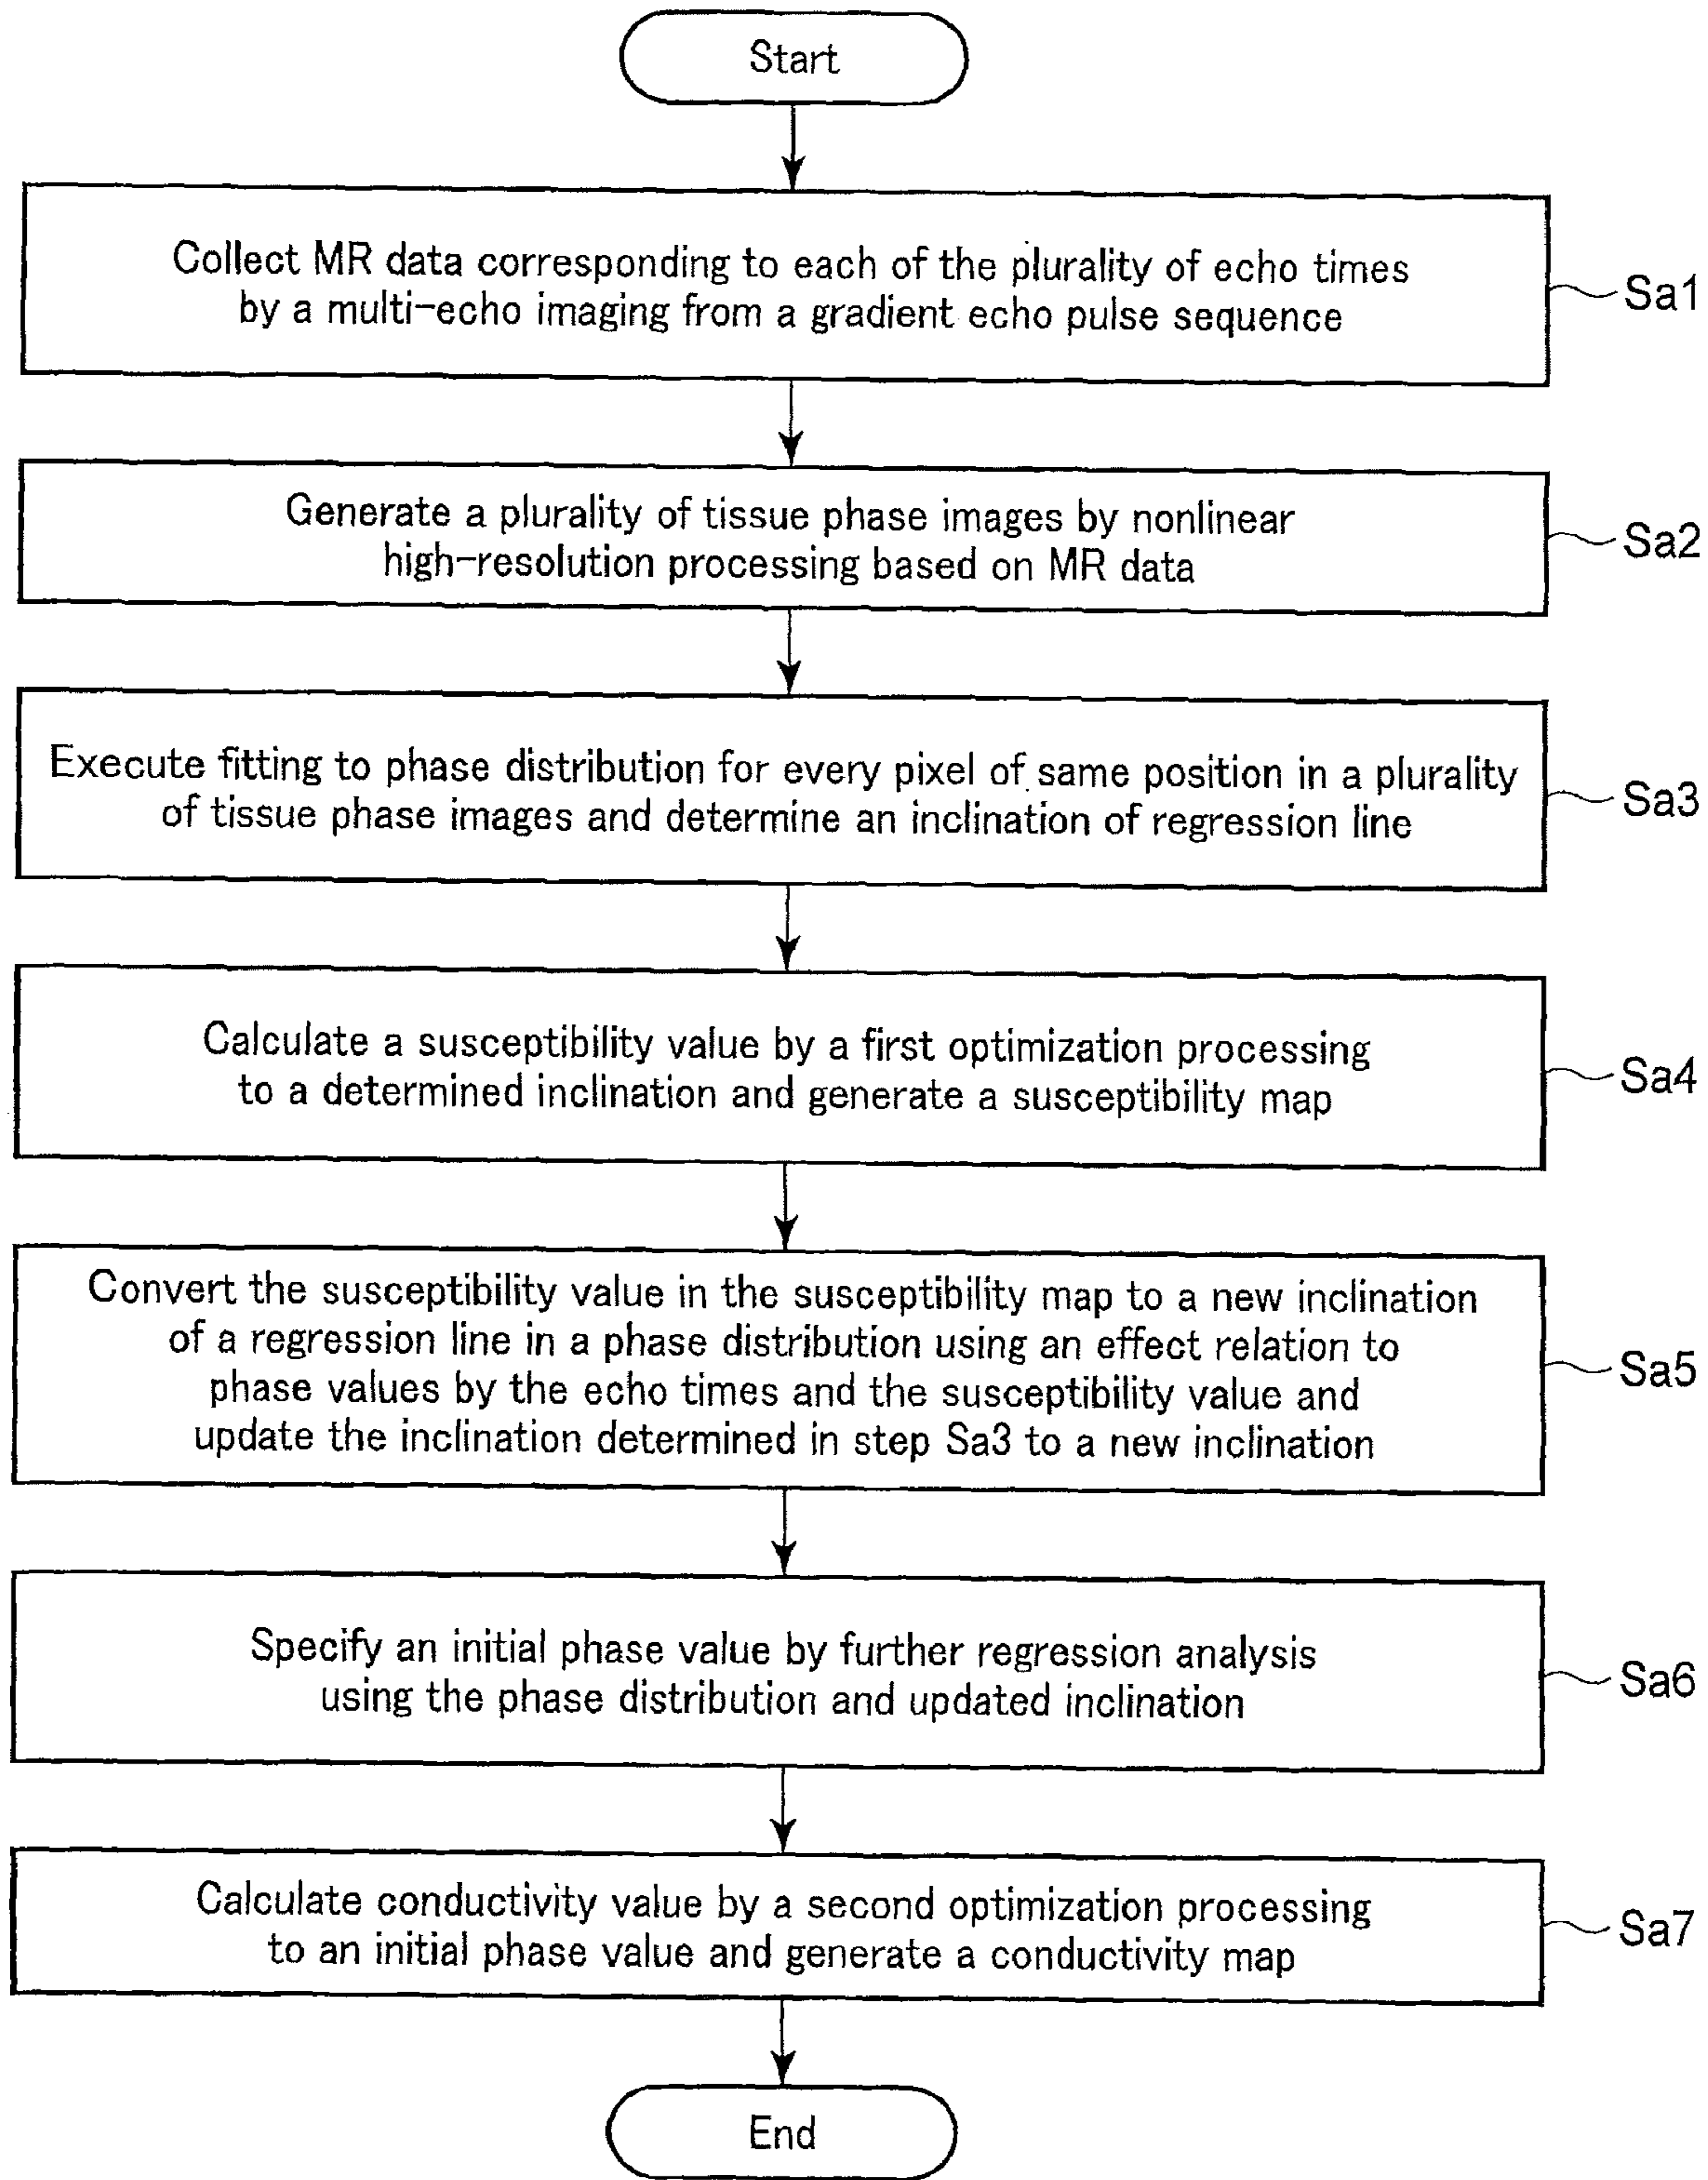 Start
Collect MR data corresponding to each of the plurality of echo times
by a multi-echo imaging from a gradient echo pulse sequence
Sa1
Generate a plurality of tissue phase images by nonlinear
high-resolution processing based on MR data
Sa2
Execute fitting to phase distribution for every pixel of same position in a plurality
of tissue phase images and determine an inclination of regression line
Sa3
Calculate a susceptibility value by a first optimization processing
to a determined inclination and generate a susceptibility map
Sa4
Convert the susceptibility value in the susceptibility map to a new inclination
of a regression line in a phase distribution using an effect relation to
phase values by the echo times and the susceptibility value and
update the inclination determined in step Sa3 to a new inclination
Sa5
Specify an initial phase value by further regression analysis
using the phase distribution and updated inclination
Sa6
Calculate conductivity value by a second optimization processing
to an initial phase value and generate a conductivity map
Sa7
End